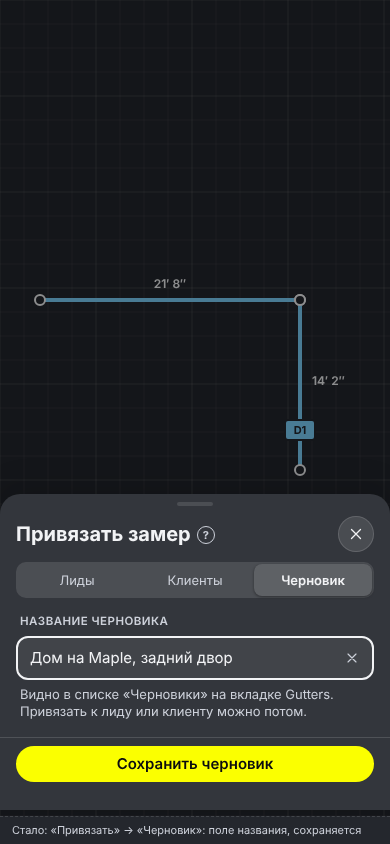 21′ 8″
14′ 2″
D1
Привязать замер ?
Лиды Клиенты Черновик
НАЗВАНИЕ ЧЕРНОВИКА
Дом на Maple, задний двор
Видно в списке «Черновики» на вкладке Gutters.
Привязать к лиду или клиенту можно потом.
Сохранить черновик
Стало: «Привязать» → «Черновик»: поле названия, сохраняется